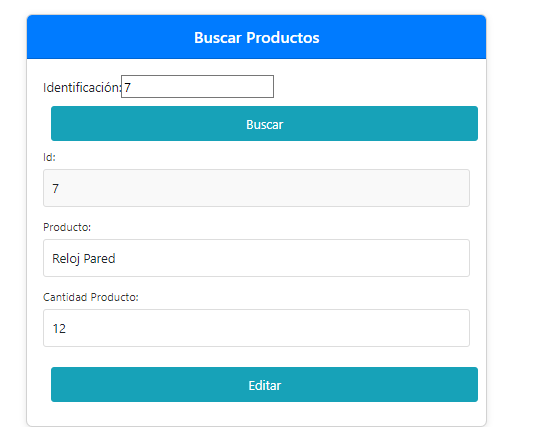 Buscar Productos
Identificación: 7
Buscar
Id:
7
Producto:
Reloj Pared
Cantidad Producto:
12
Editar